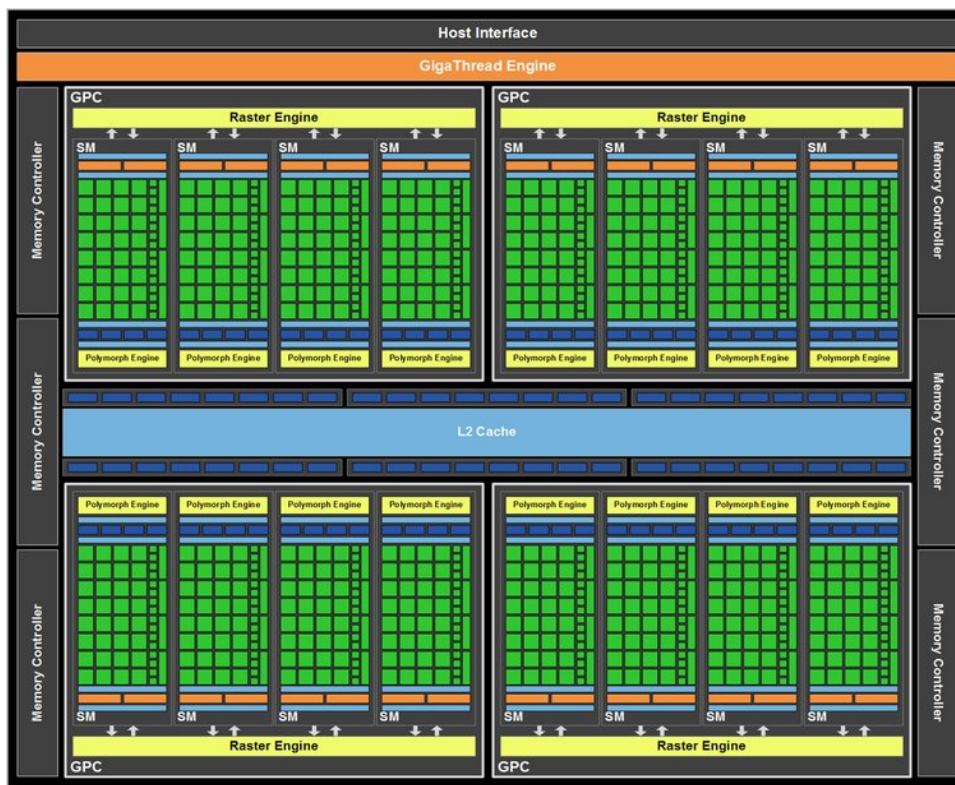 Host Interface
GigaThread Engine
GPC
GPC
Raster Engine
Raster Engine
SM SM SM SM
SM SM SM SM
Polymorph Engine Polymorph Engine Polymorph Engine Polymorph Engine
Polymorph Engine Polymorph Engine Polymorph Engine Polymorph Engine
Memory Controller
Memory Controller
Memory Controller
Memory Controller
Memory Controller
Memory Controller
L2 Cache
Polymorph Engine Polymorph Engine Polymorph Engine Polymorph Engine
Polymorph Engine Polymorph Engine Polymorph Engine Polymorph Engine
SM SM SM SM
SM SM SM SM
Raster Engine
Raster Engine
GPC
GPC